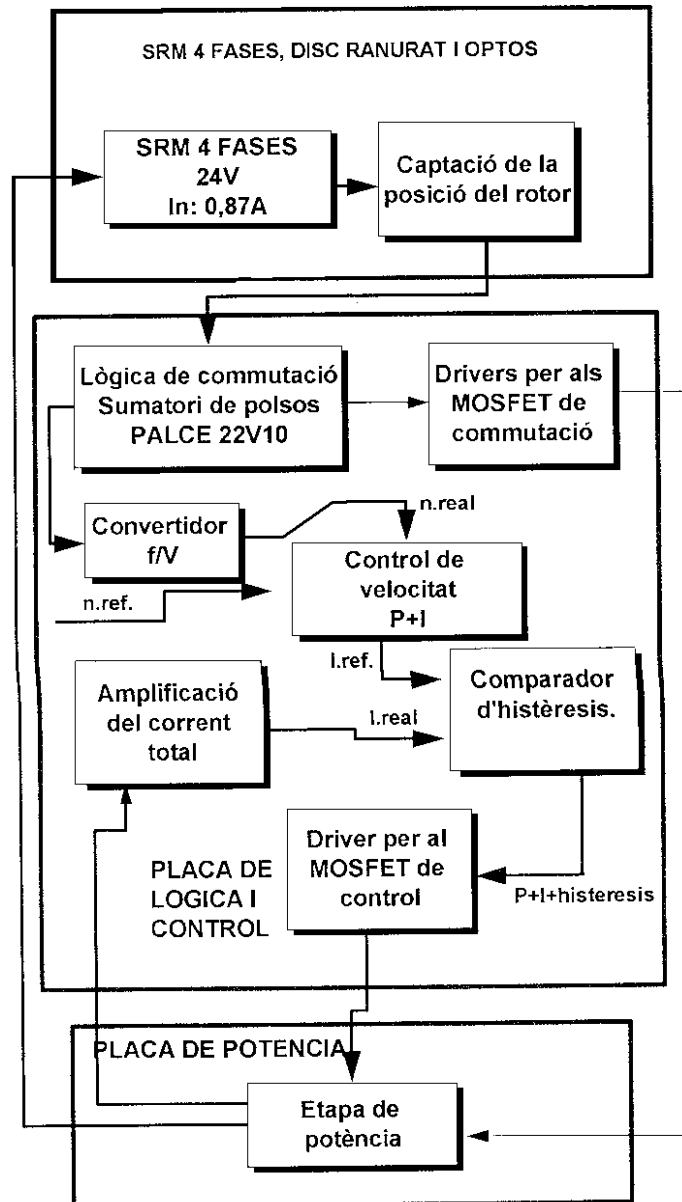 SRM 4 FASES, DISC RANURAT I OPTOS
SRM 4 FASES
24V
In: 0,87A
Captació de la
posició del rotor
Lògica de commutació
Sumatori de polsos
PALCE 22V10
Drivers per als
MOSFET de
commutació
Convertidor
f/V
n.real
n.ref.
Control de
velocitat
P+I
I.ref.
Amplificació
del corrent
total
I.real
Comparador
d'histèresis.
Driver per al
MOSFET de
control
P+I+histeresis
PLACA DE
LOGICA I
CONTROL
PLACA DE POTENCIA
Etapa de
potència